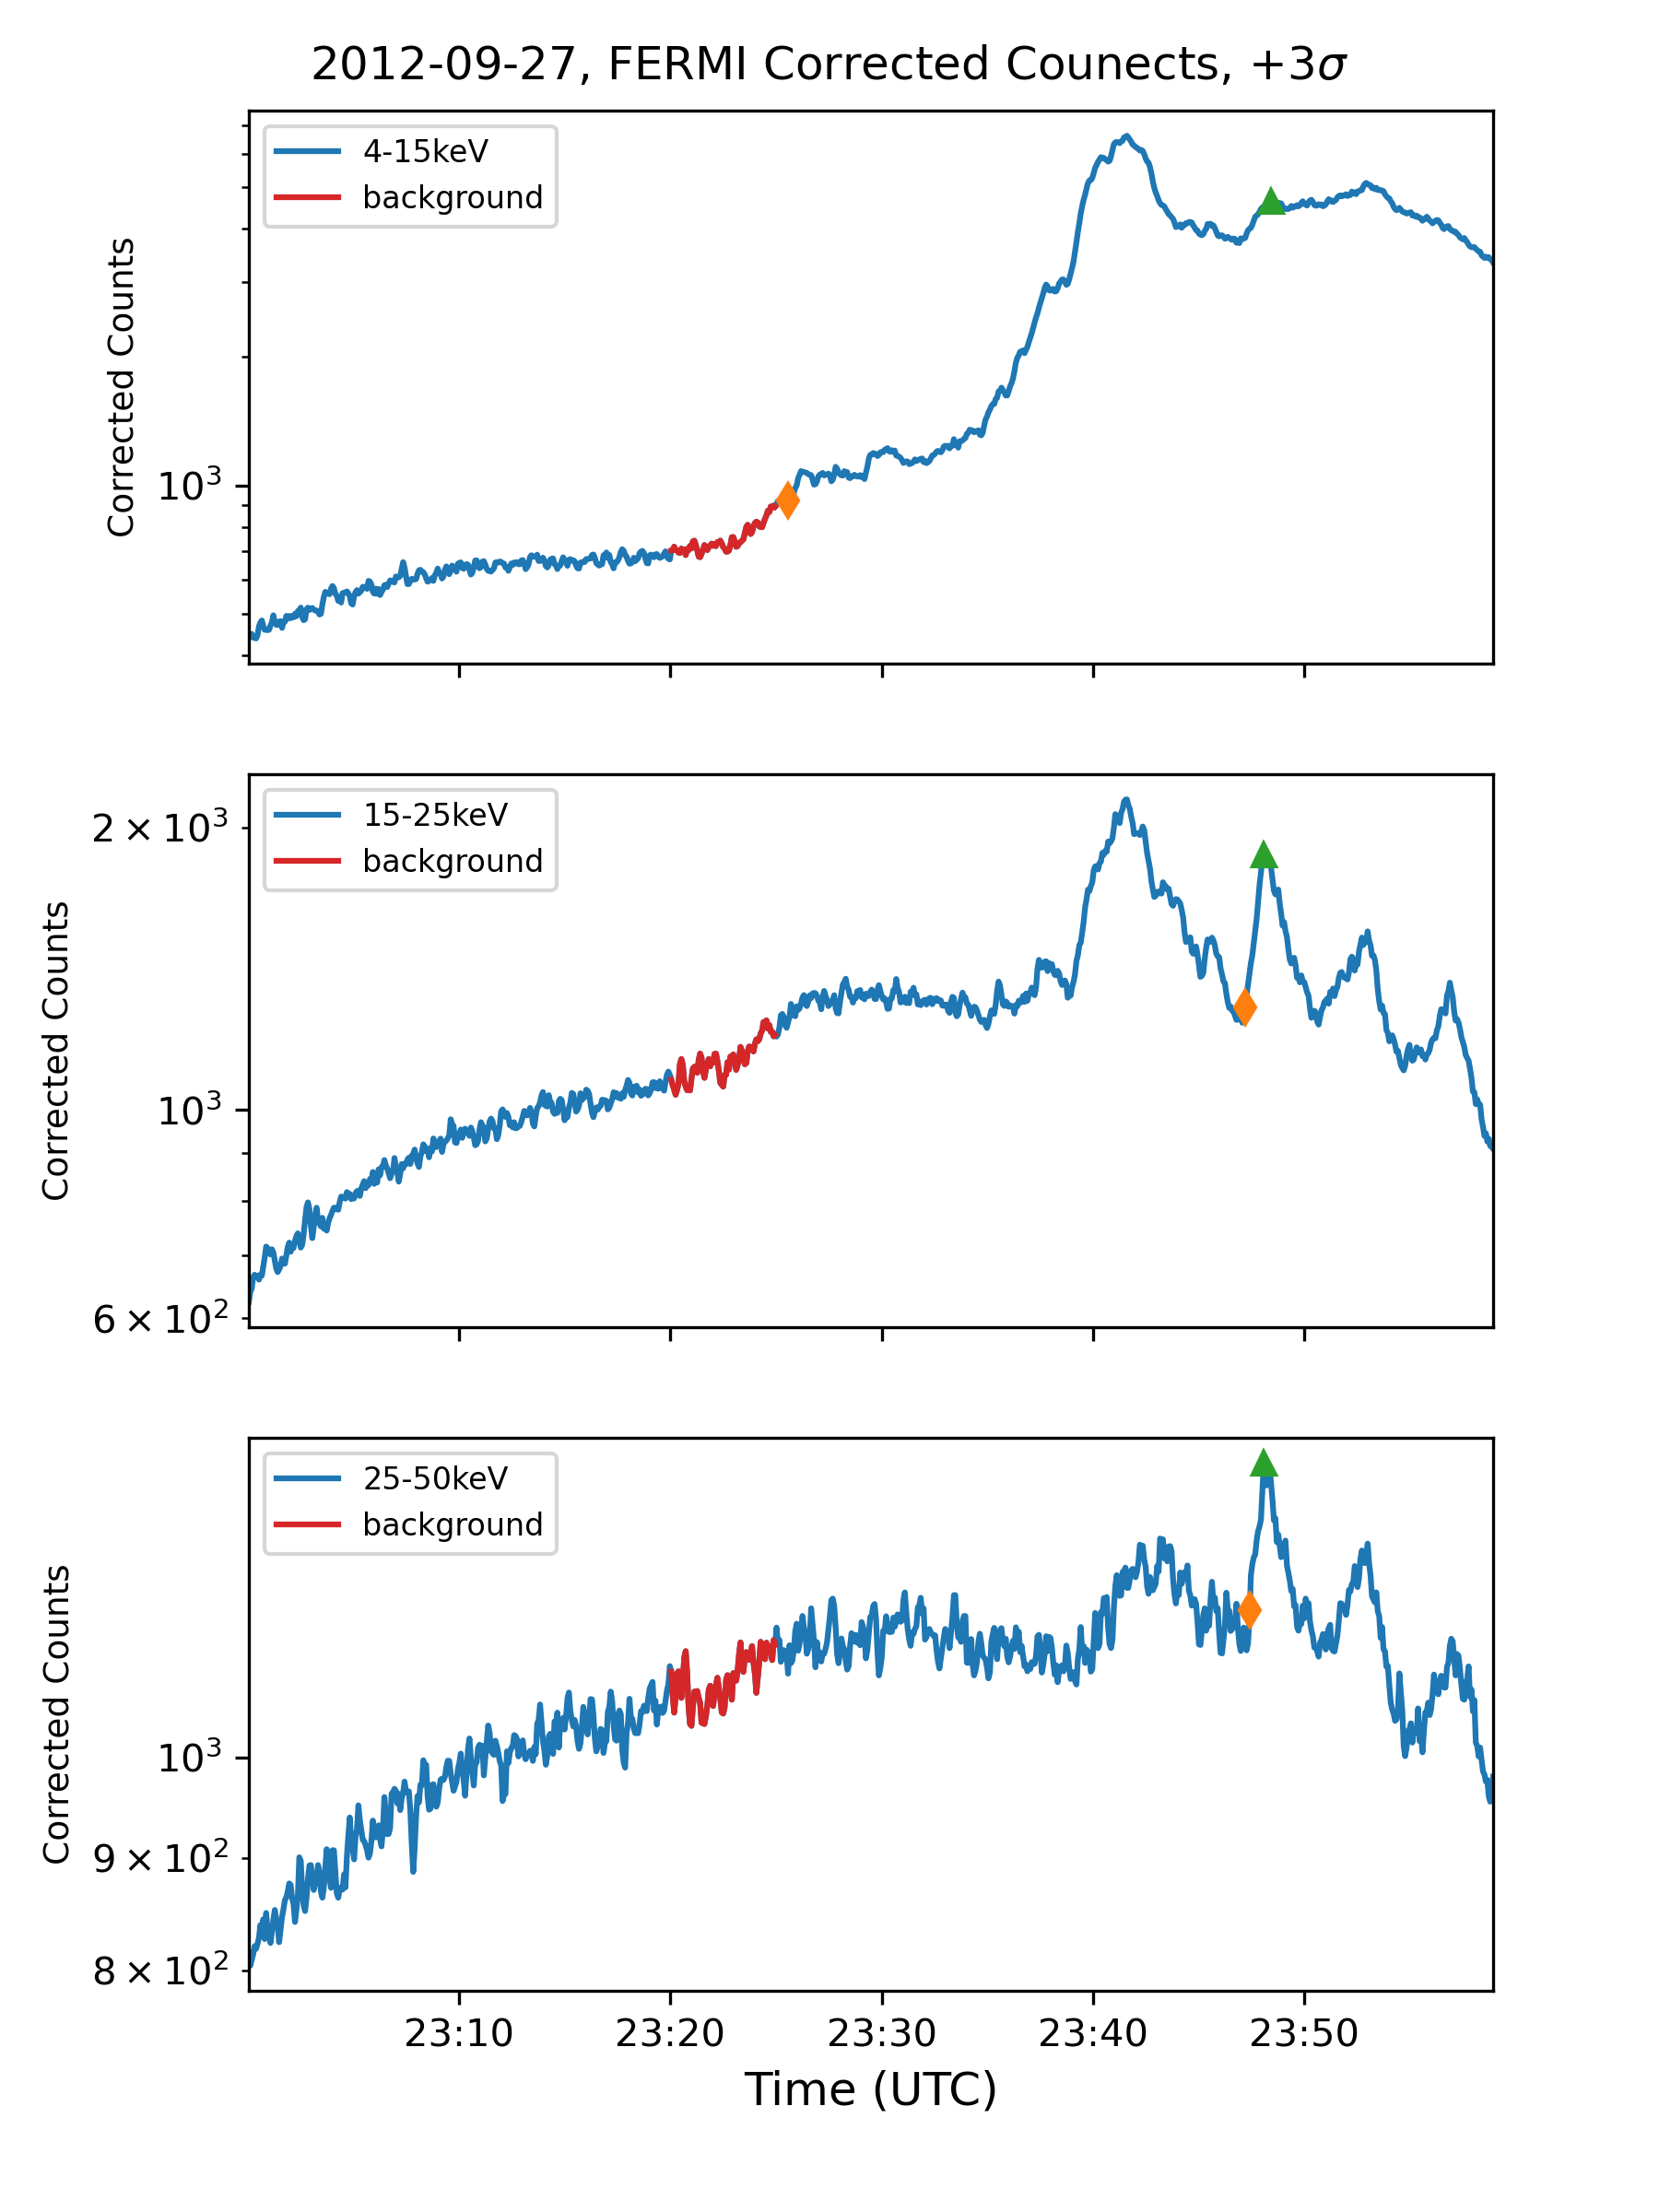 2012-09-27, FERMI Corrected Counects, +3σ
4-15keV
background
Corrected Counts
10³
15-25keV
background
Corrected Counts
2 × 10³
10³
6 × 10²
25-50keV
background
Corrected Counts
10³
9 × 10²
8 × 10²
23:10 23:20 23:30 23:40 23:50
Time (UTC)